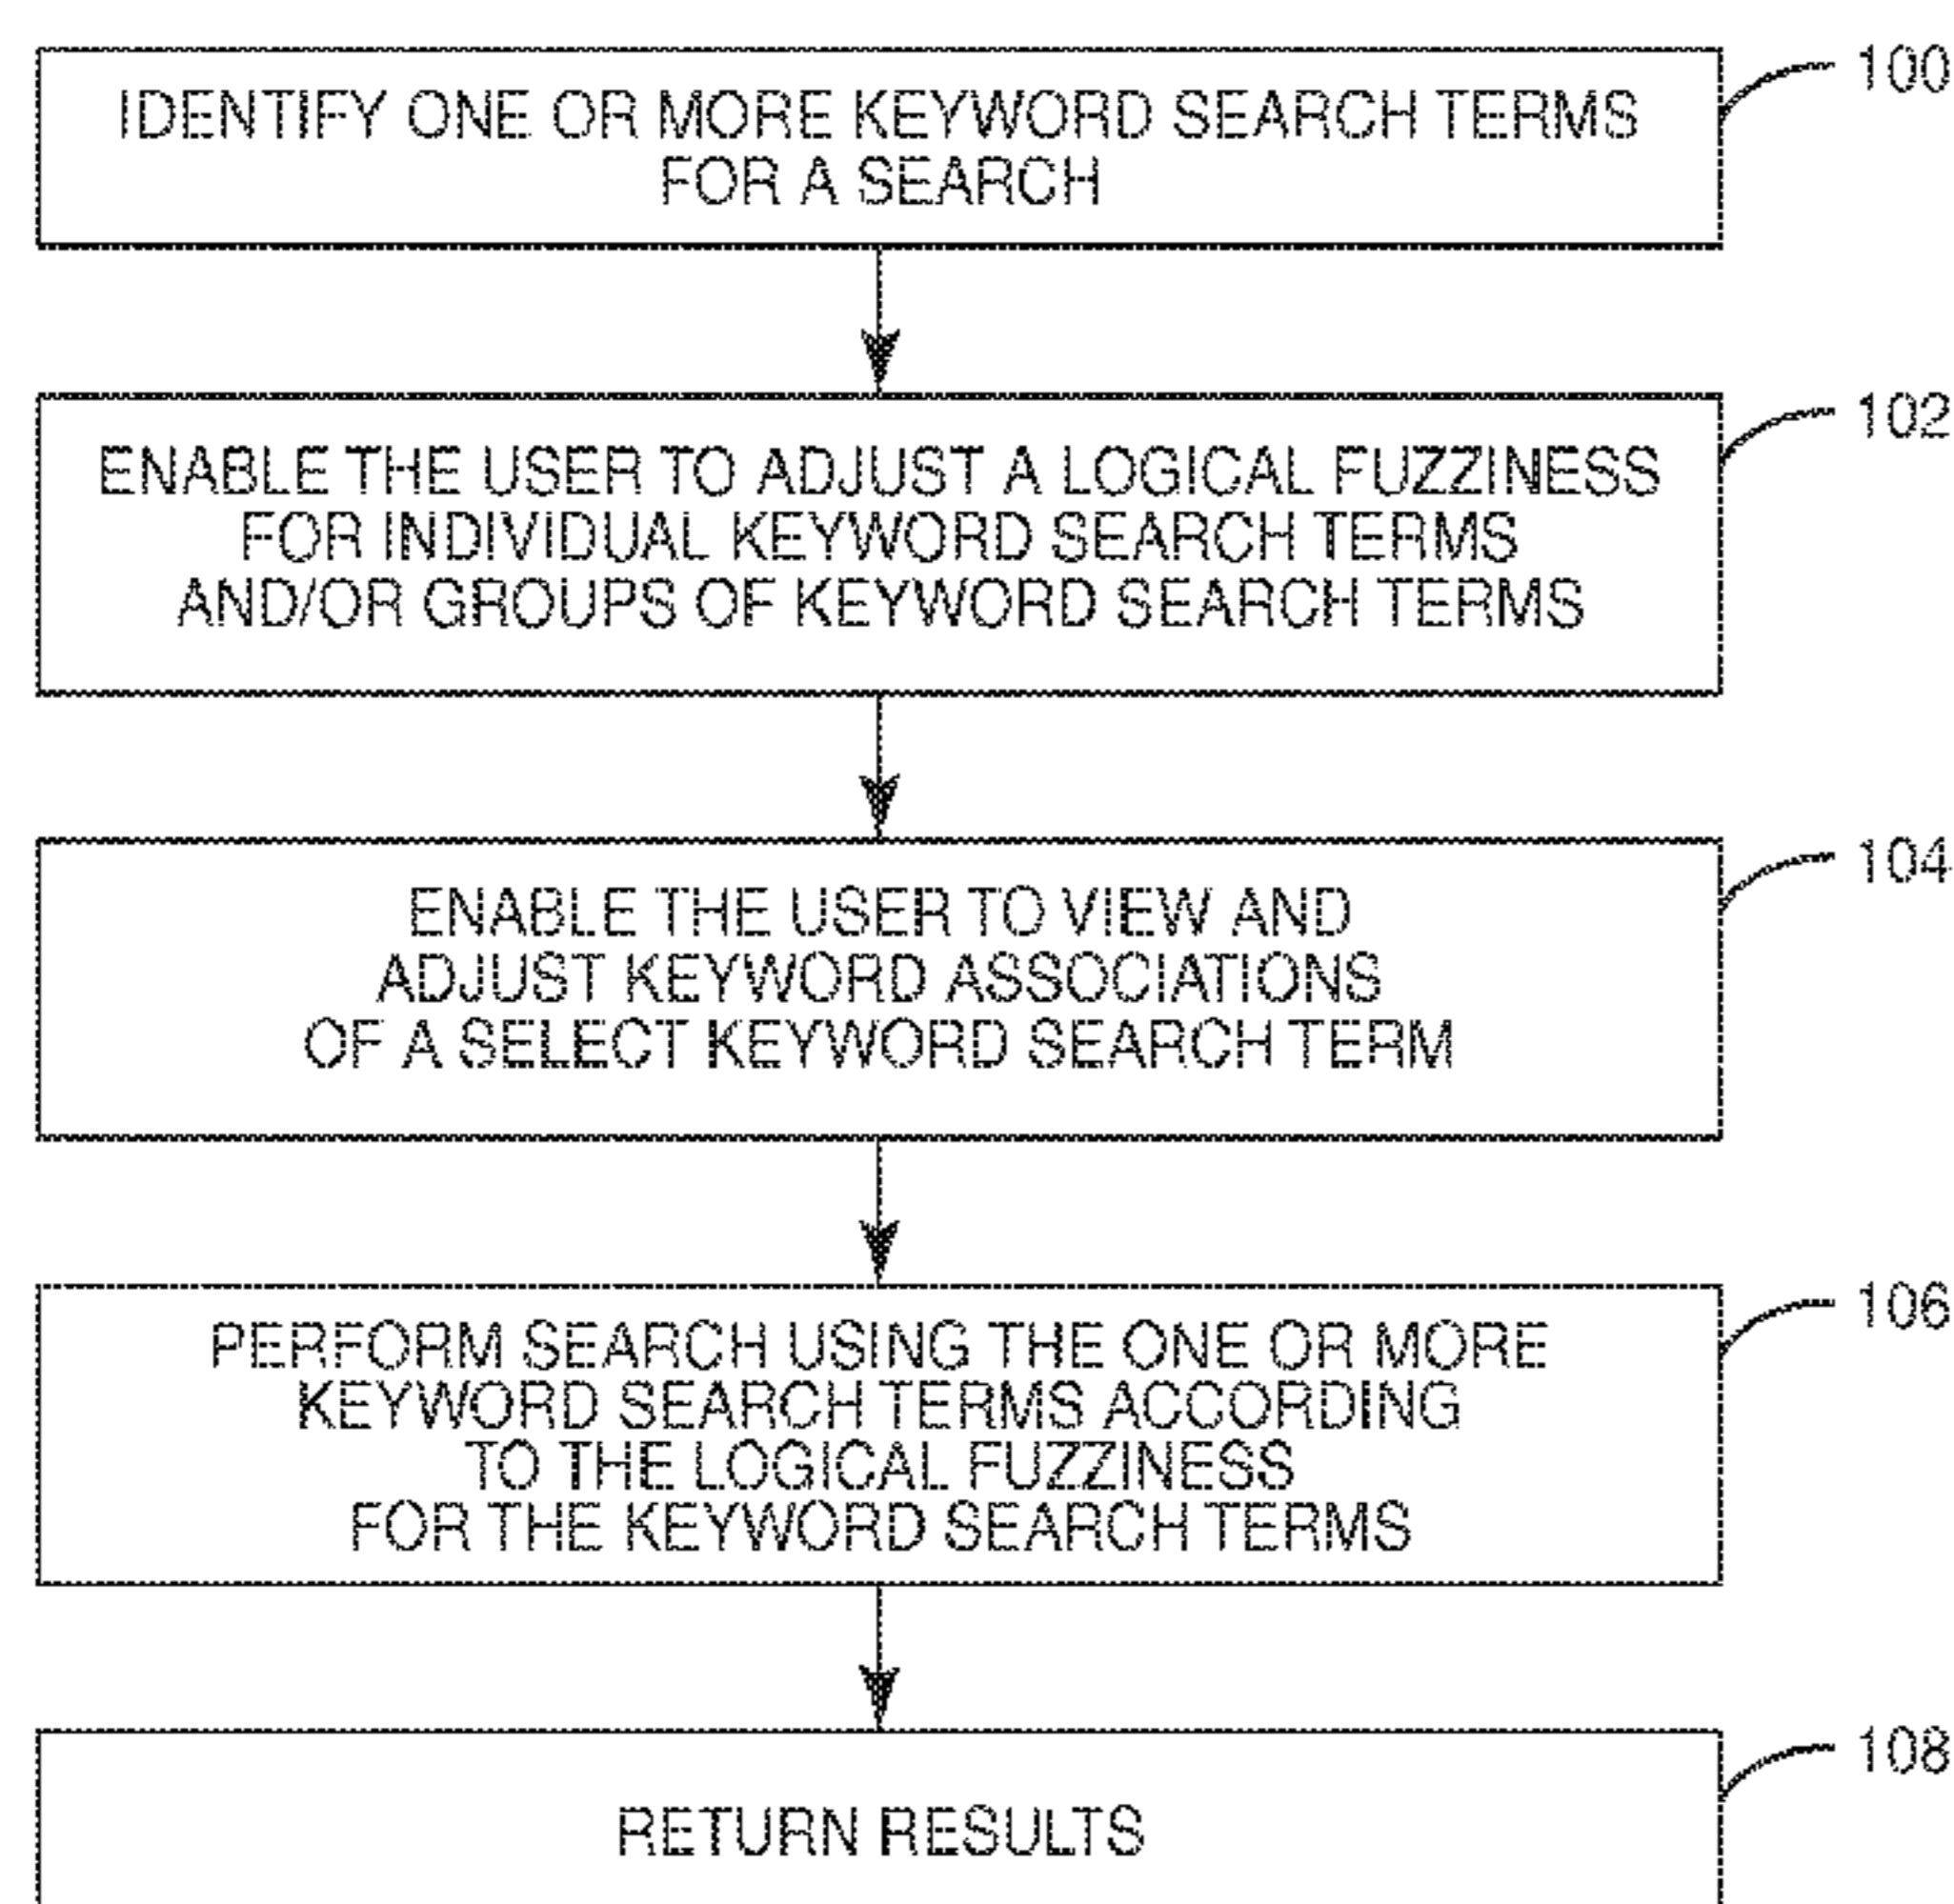 IDENTIFY ONE OR MORE KEYWORD SEARCH TERMS
FOR A SEARCH
100
ENABLE THE USER TO ADJUST A LOGICAL FUZZINESS
FOR INDIVIDUAL KEYWORD SEARCH TERMS
AND/OR GROUPS OF KEYWORD SEARCH TERMS
102
ENABLE THE USER TO VIEW AND
ADJUST KEYWORD ASSOCIATIONS
OF A SELECT KEYWORD SEARCH TERM
104
PERFORM SEARCH USING THE ONE OR MORE
KEYWORD SEARCH TERMS ACCORDING
TO THE LOGICAL FUZZINESS
FOR THE KEYWORD SEARCH TERMS
106
RETURN RESULTS
108